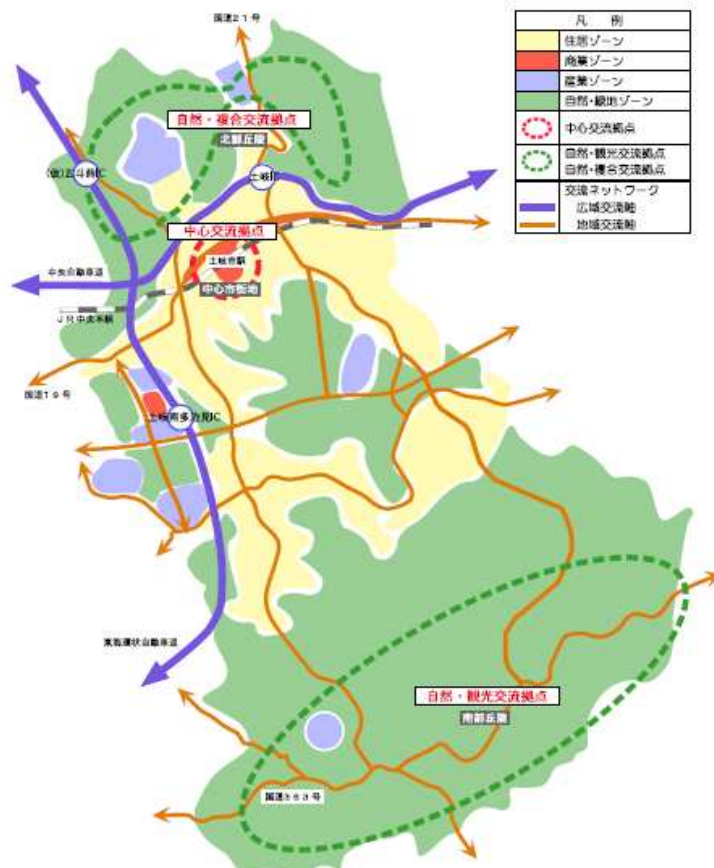 国道21号
凡 例
住居ゾーン
商業ゾーン
産業ゾーン
自然・緑地ゾーン
中心交流拠点
自然・観光交流拠点
自然・複合交流拠点
交流ネットワーク
広域交流軸
地域交流軸
自然・複合交流拠点
北部丘陵
(仮)五斗蒔IC
土岐IC
中心交流拠点
土岐市駅
中心市街地
中央自動車道
JR中央本線
国道19号
土岐南多治見IC
東海環状自動車道
自然・観光交流拠点
南部丘陵
国道363号